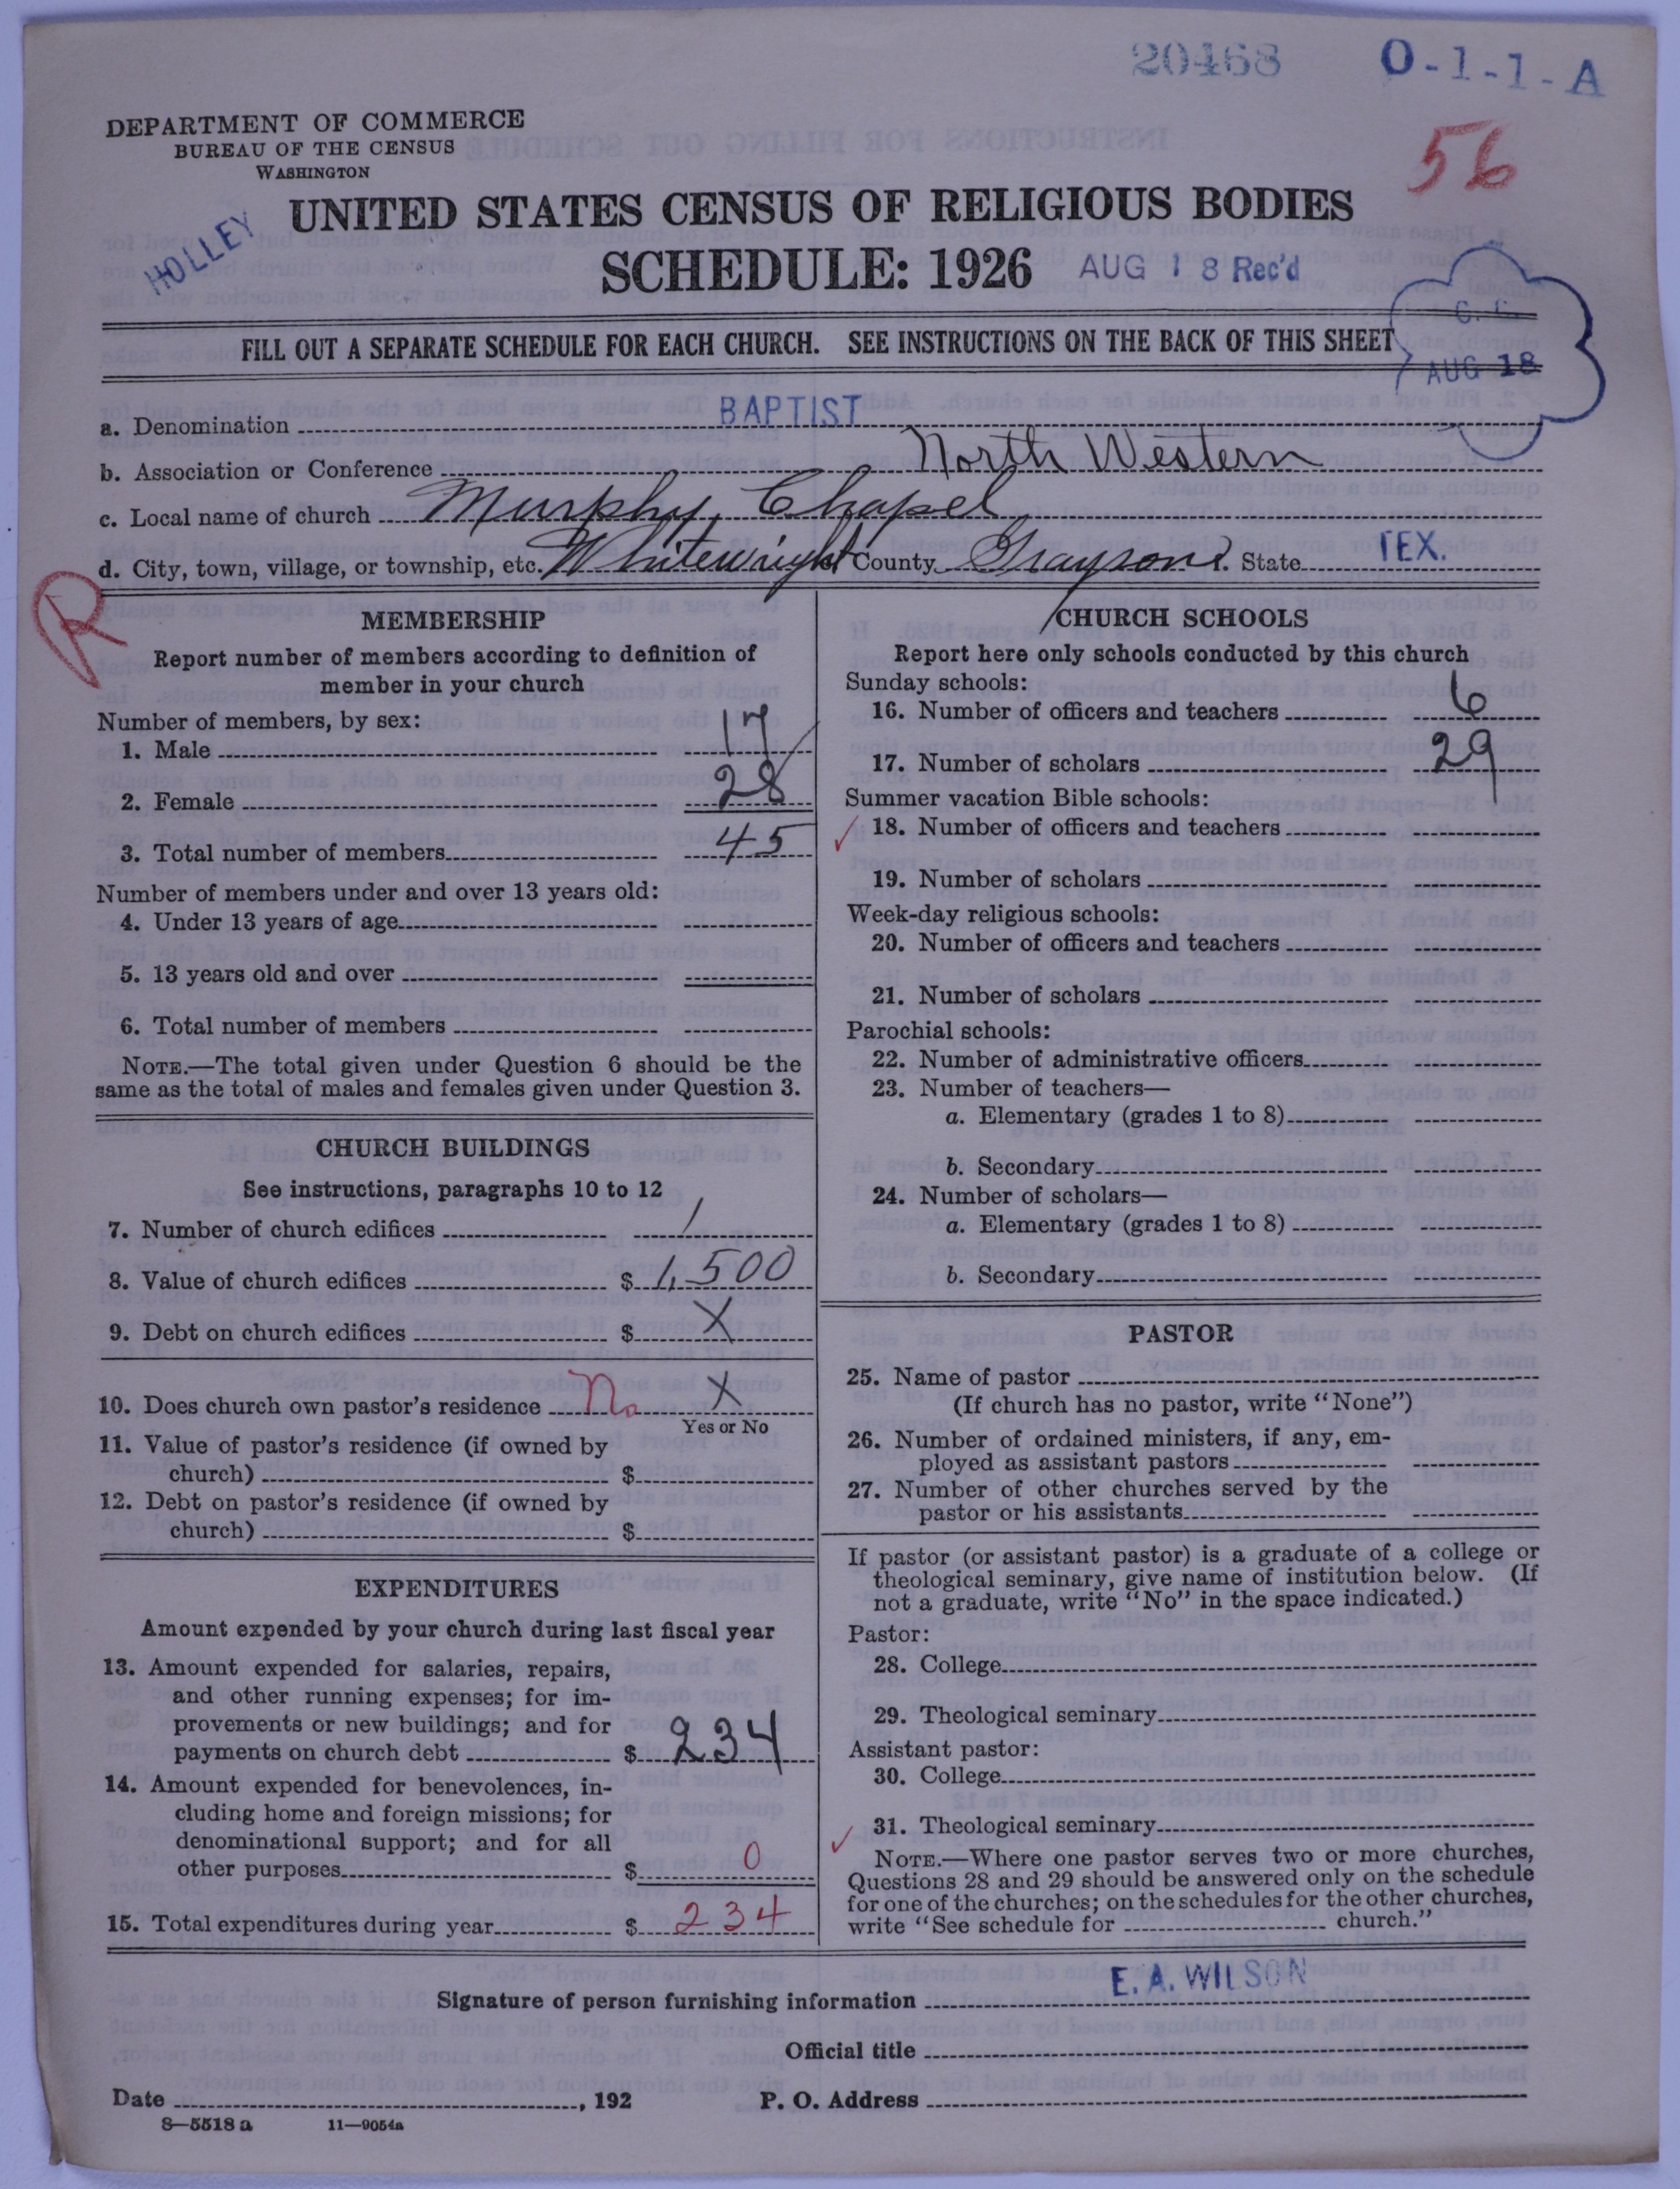 20468 O-1-1-A
56
DEPARTMENT OF COMMERCE
BUREAU OF THE CENSUS
WASHINGTON
HOLLEY
UNITED STATES CENSUS OF RELIGIOUS BODIES
SCHEDULE: 1926 AUG 18 Rec'd
FILL OUT A SEPARATE SCHEDULE FOR EACH CHURCH. SEE INSTRUCTIONS ON THE BACK OF THIS SHEET
AUG 18
a. Denomination BAPTIST
b. Association or Conference North Western
c. Local name of church Murphy Chapel
d. City, town, village, or township, etc. Whitewright County Grayson State TEX.
R
MEMBERSHIP
Report number of members according to definition of
member in your church
Number of members, by sex:
1. Male 17
2. Female 28
3. Total number of members 45
Number of members under and over 13 years old:
4. Under 13 years of age
5. 13 years old and over
6. Total number of members
NOTE.—The total given under Question 6 should be the
same as the total of males and females given under Question 3.
CHURCH BUILDINGS
See instructions, paragraphs 10 to 12
7. Number of church edifices 1
8. Value of church edifices $ 1,500
9. Debt on church edifices $ X
10. Does church own pastor's residence No X
Yes or No
11. Value of pastor's residence (if owned by
church) $
12. Debt on pastor's residence (if owned by
church) $
EXPENDITURES
Amount expended by your church during last fiscal year
13. Amount expended for salaries, repairs,
and other running expenses; for im-
provements or new buildings; and for
payments on church debt $ 234
14. Amount expended for benevolences, in-
cluding home and foreign missions; for
denominational support; and for all
other purposes $ 0
15. Total expenditures during year $ 234
CHURCH SCHOOLS
Report here only schools conducted by this church
Sunday schools:
16. Number of officers and teachers 6
17. Number of scholars 29
Summer vacation Bible schools:
18. Number of officers and teachers
19. Number of scholars
Week-day religious schools:
20. Number of officers and teachers
21. Number of scholars
Parochial schools:
22. Number of administrative officers
23. Number of teachers—
a. Elementary (grades 1 to 8)
b. Secondary
24. Number of scholars—
a. Elementary (grades 1 to 8)
b. Secondary
PASTOR
25. Name of pastor
(If church has no pastor, write "None")
26. Number of ordained ministers, if any, em-
ployed as assistant pastors
27. Number of other churches served by the
pastor or his assistants
If pastor (or assistant pastor) is a graduate of a college or
theological seminary, give name of institution below. (If
not a graduate, write "No" in the space indicated.)
Pastor:
28. College
29. Theological seminary
Assistant pastor:
30. College
31. Theological seminary
NOTE.—Where one pastor serves two or more churches,
Questions 28 and 29 should be answered only on the schedule
for one of the churches; on the schedules for the other churches,
write "See schedule for church."
Signature of person furnishing information E. A. WILSON
Official title
Date , 192 P. O. Address
8—5518 a 11—9054a